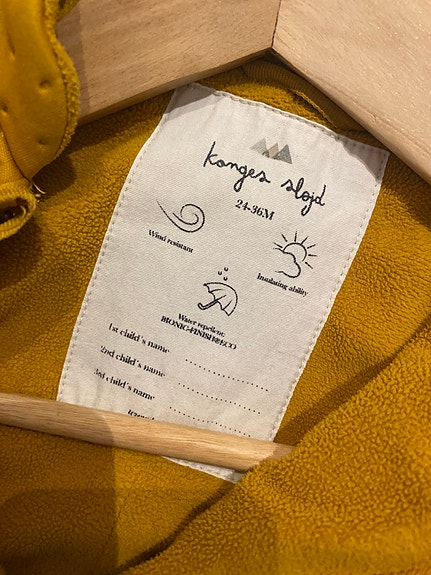 konges sløjd
24-36M
Wind resistant
Insulating ability
Water repellent:
BIONIC-FINISH®ECO
1st child's name
2nd child's name
3rd child's name